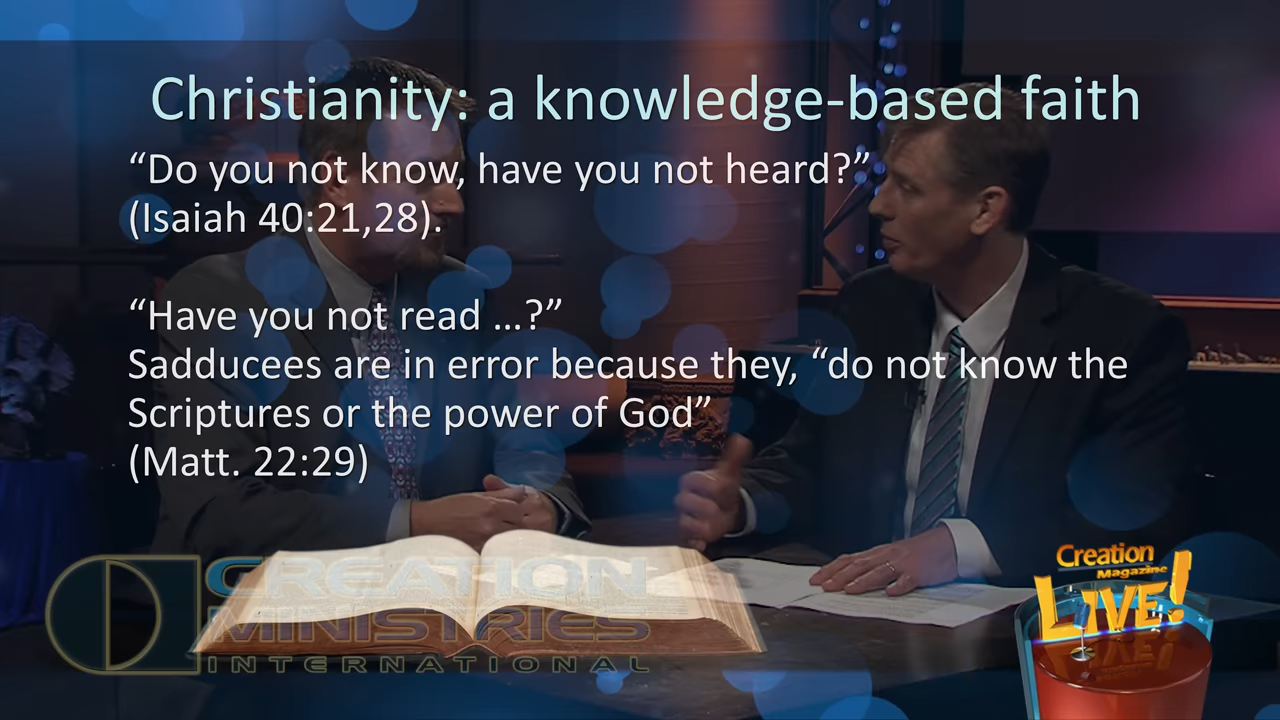 Christianity: a knowledge-based faith
“Do you not know, have you not heard?”
(Isaiah 40:21,28).
“Have you not read ...?”
Sadducees are in error because they, “do not know the
Scriptures or the power of God”
(Matt. 22:29)
CREATION
MINISTRIES
INTERNATIONAL
Creation
Magazine
LIVE!